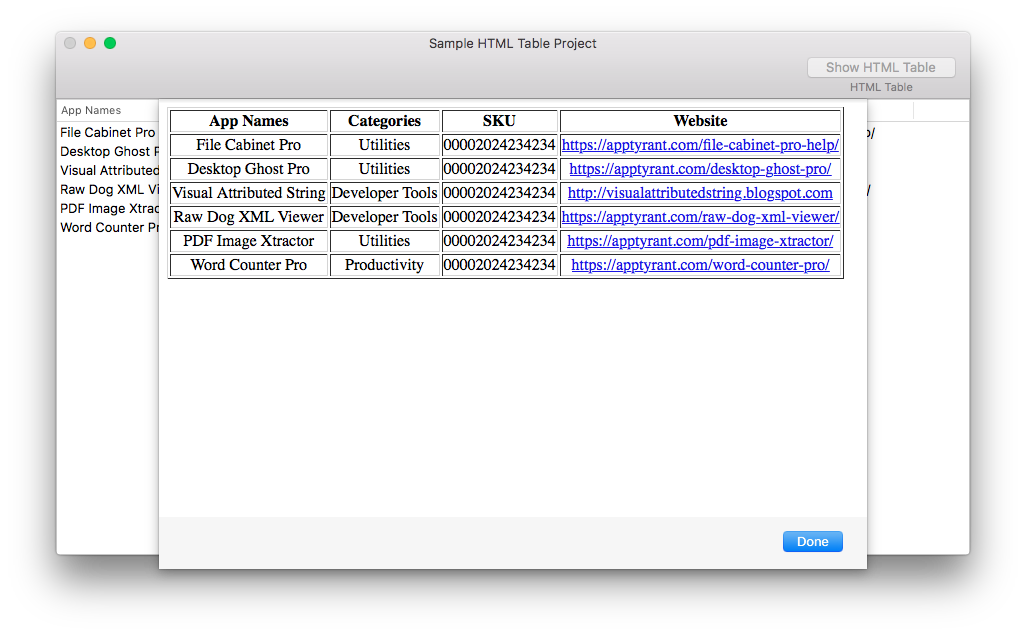 Sample HTML Table Project
Show HTML Table
HTML Table
App Names
File Cabinet Pro
Desktop Ghost
Visual Attributed
Raw Dog XML
PDF Image
Word Counter
App Names Categories SKU Website
File Cabinet Pro Utilities 00002024234234 https://apptyrant.com/file-cabinet-pro-help/
Desktop Ghost Pro Utilities 00002024234234 https://apptyrant.com/desktop-ghost-pro/
Visual Attributed String Developer Tools 00002024234234 http://visualattributedstring.blogspot.com
Raw Dog XML Viewer Developer Tools 00002024234234 https://apptyrant.com/raw-dog-xml-viewer/
PDF Image Xtractor Utilities 00002024234234 https://apptyrant.com/pdf-image-xtractor/
Word Counter Pro Productivity 00002024234234 https://apptyrant.com/word-counter-pro/
Done